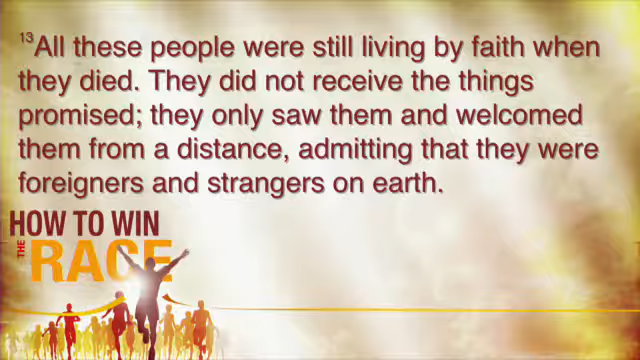 13All these people were still living by faith when
they died. They did not receive the things
promised; they only saw them and welcomed
them from a distance, admitting that they were
foreigners and strangers on earth.
HOW TO WIN
THE RACE